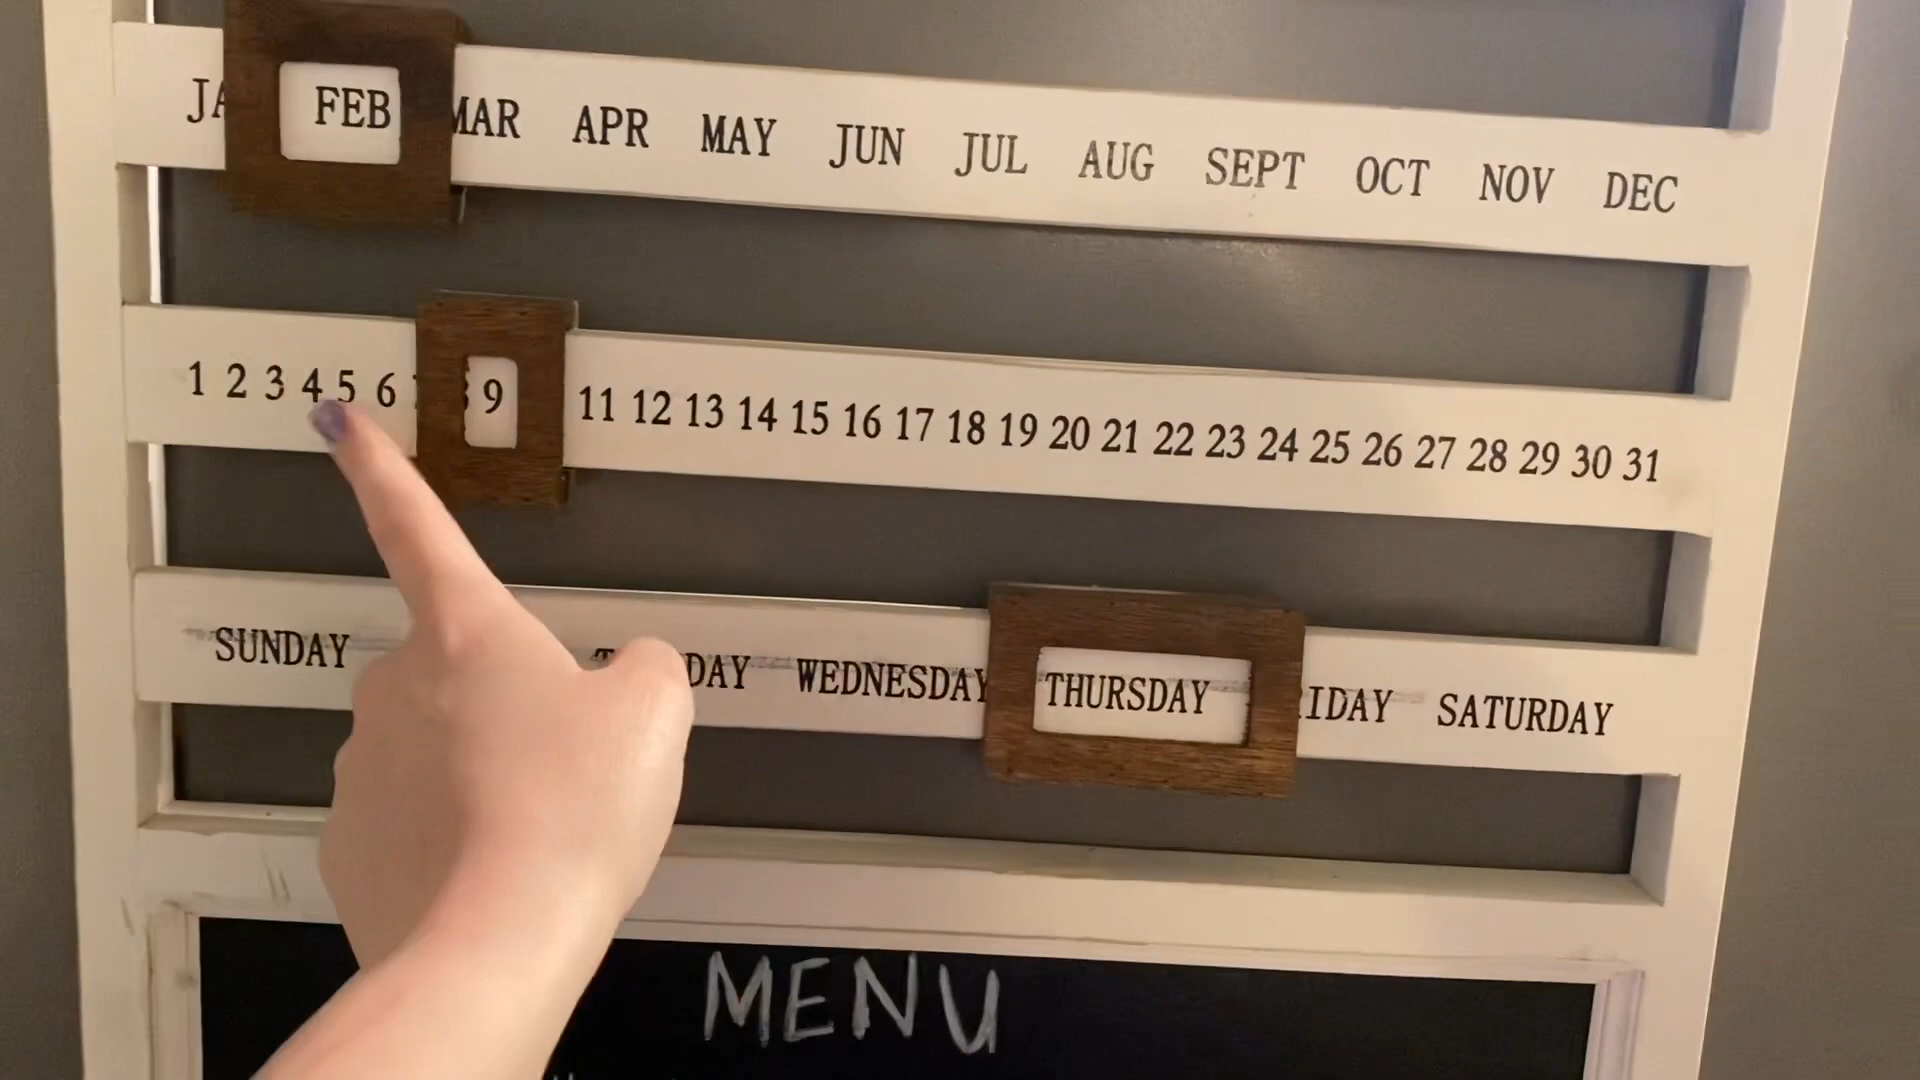 FEB MAR APR MAY JUN JUL AUG SEPT OCT NOV DEC
1 2 3 4 5 6 9 11 12 13 14 15 16 17 18 19 20 21 22 23 24 25 26 27 28 29 30 31
SUNDAY WEDNESDAY THURSDAY SATURDAY
MENU